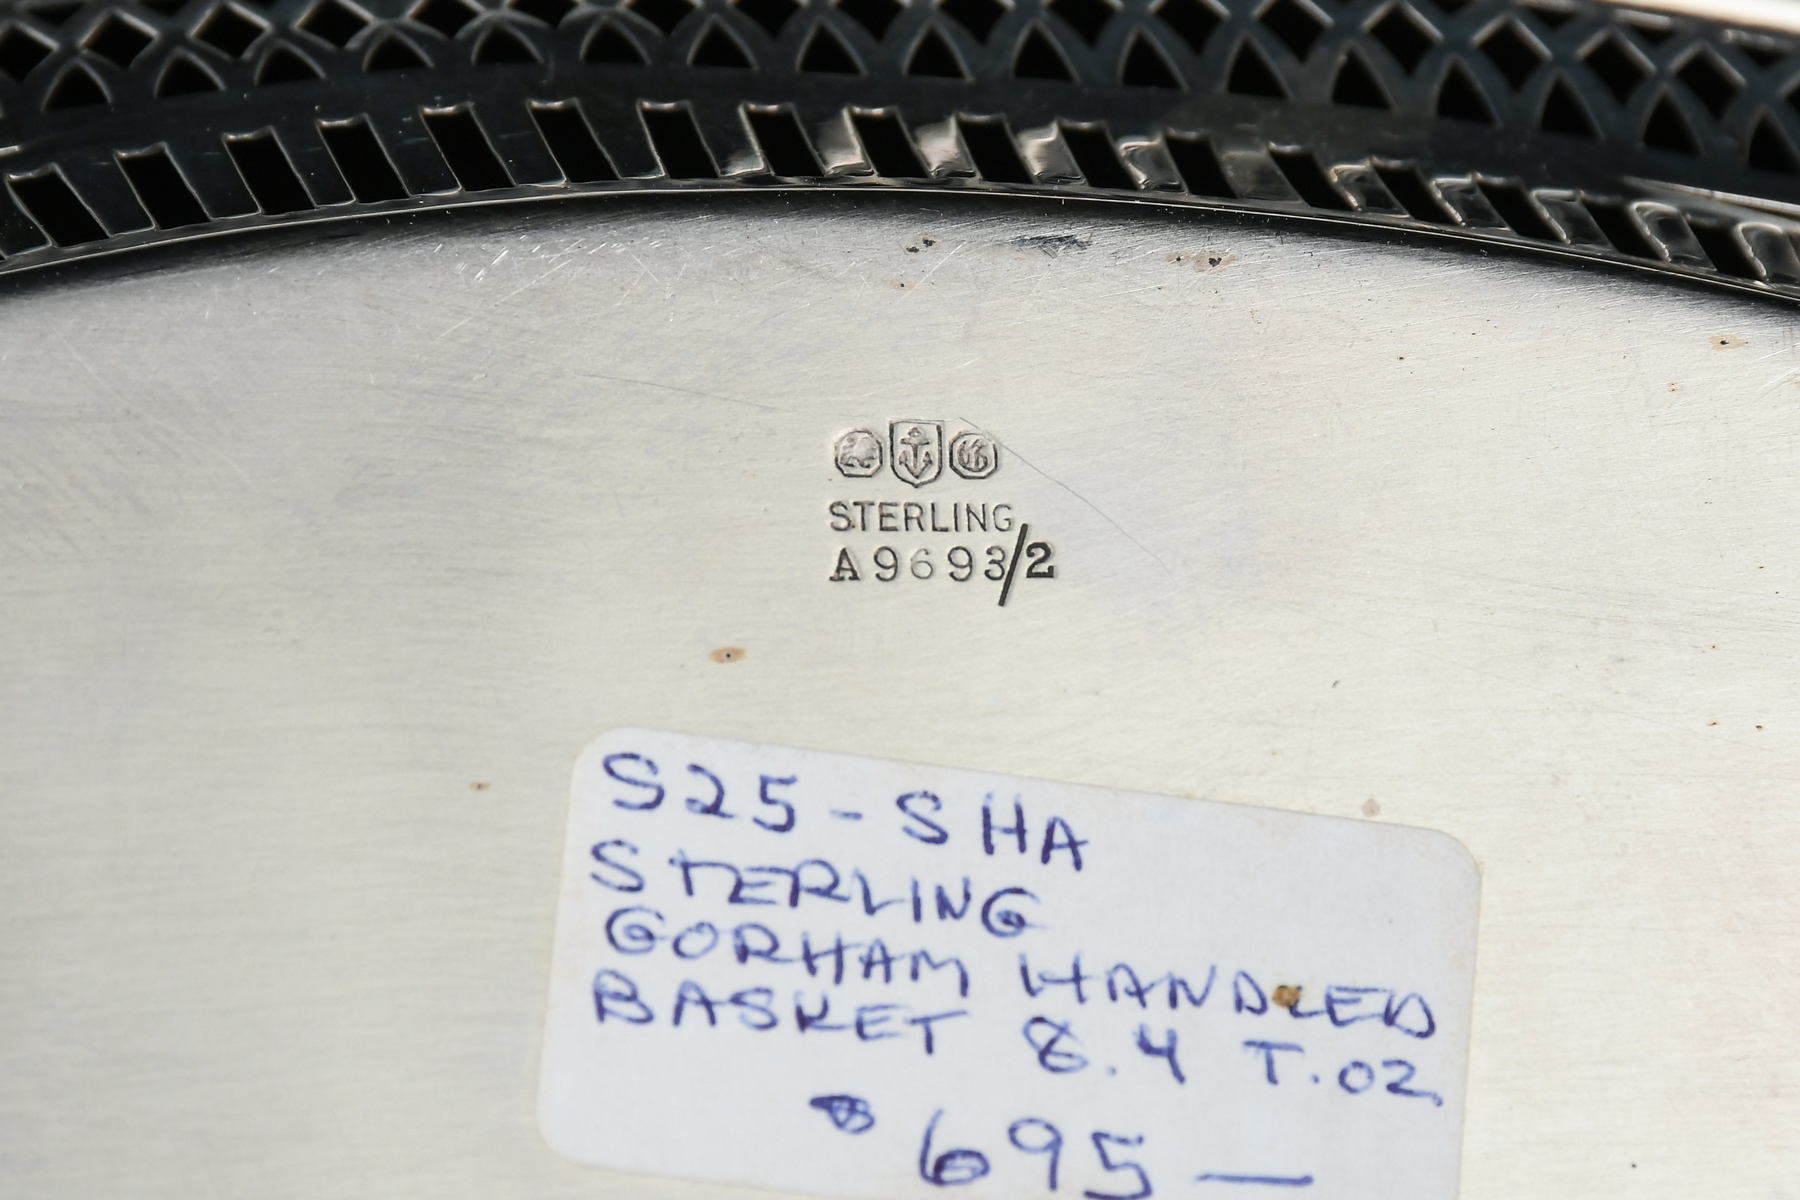 STERLING
A9693/2
S25-SHA
STERLING
GORHAM HANDLED
BASKET 8.4 T.OZ.
$695—